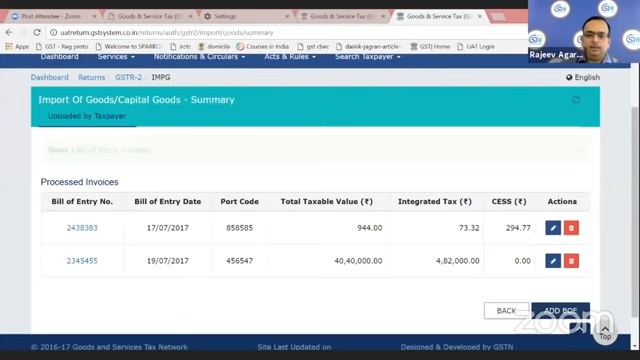 Post Attendee - Zoom
Goods & Service Tax (GS
Settings
Goods & Service Tax (GS
Goods & Service Tax (GS
uatreturn.gstsystem.co.in/returns/auth/gstr2/import/goods/summary
Apps
GST - Reg proto
Welcome to SPARR
dolmicile
Courses in India
gst cbec
dainik-jagran-article-
GSTJ Home
UAT Login
Rajeev Agar
Dashboard
Services
Notifications & Circulars
Acts & Rules
Search Taxpayer
Dashboard
Returns
GSTR-2
IMPG
English
Import Of Goods/Capital Goods - Summary
Uploaded by Taxpayer
Processed Invoices
Bill of Entry No. Bill of Entry Date Port Code Total Taxable Value (₹) Integrated Tax (₹) CESS (₹) Actions
2438383 17/07/2017 858585 944.00 73.32 294.77
2345455 19/07/2017 456547 40,40,000.00 4,82,000.00 0.00
BACK
ADD BOE
zoom
Top
© 2016-17 Goods and Services Tax Network
Site Last Updated on
Designed & Developed by GSTN